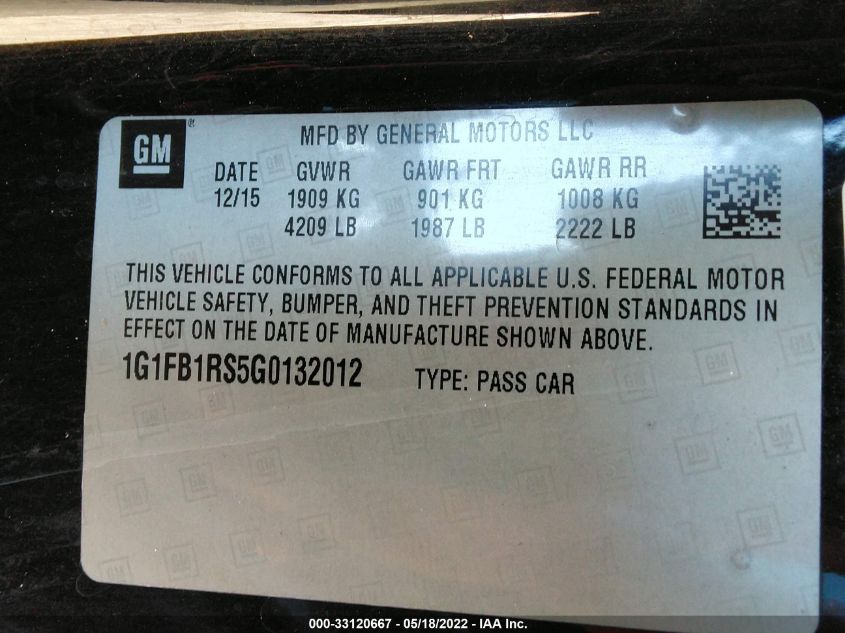 GM ®
MFD BY GENERAL MOTORS LLC
DATE GVWR GAWR FRT GAWR RR
12/15 1909 KG 901 KG 1008 KG
4209 LB 1987 LB 2222 LB
THIS VEHICLE CONFORMS TO ALL APPLICABLE U.S. FEDERAL MOTOR
VEHICLE SAFETY, BUMPER, AND THEFT PREVENTION STANDARDS IN
EFFECT ON THE DATE OF MANUFACTURE SHOWN ABOVE.
1G1FB1RS5G0132012 TYPE: PASS CAR
000-33120667 - 05/18/2022 - IAA Inc.